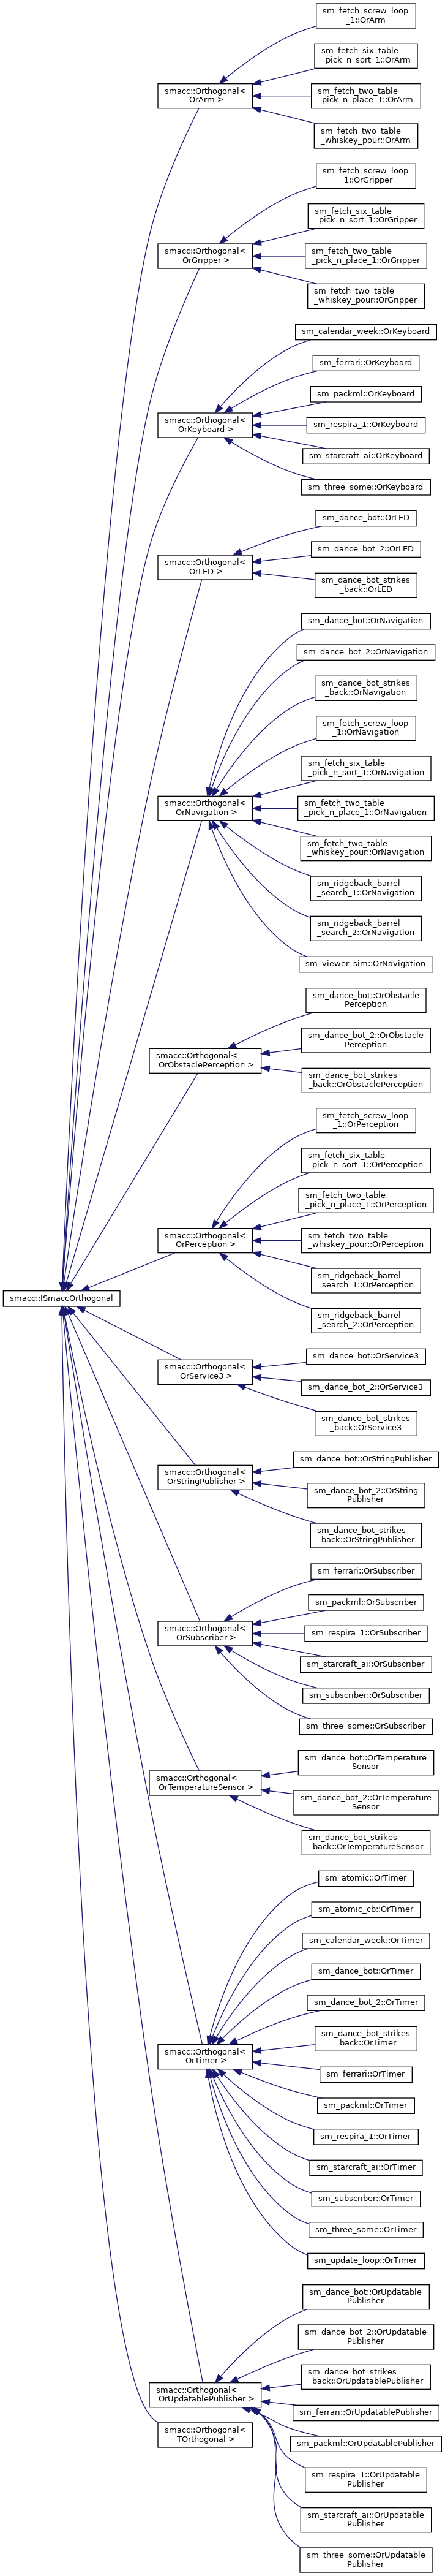 sm_fetch_screw_loop
_1::OrArm
sm_fetch_six_table
_pick_n_sort_1::OrArm
smacc::Orthogonal<
OrArm >
sm_fetch_two_table
_pick_n_place_1::OrArm
sm_fetch_two_table
_whiskey_pour::OrArm
sm_fetch_screw_loop
_1::OrGripper
sm_fetch_six_table
_pick_n_sort_1::OrGripper
smacc::Orthogonal<
OrGripper >
sm_fetch_two_table
_pick_n_place_1::OrGripper
sm_fetch_two_table
_whiskey_pour::OrGripper
sm_calendar_week::OrKeyboard
sm_ferrari::OrKeyboard
sm_packml::OrKeyboard
smacc::Orthogonal<
OrKeyboard >
sm_respira_1::OrKeyboard
sm_starcraft_ai::OrKeyboard
sm_three_some::OrKeyboard
sm_dance_bot::OrLED
sm_dance_bot_2::OrLED
smacc::Orthogonal<
OrLED >
sm_dance_bot_strikes
_back::OrLED
sm_dance_bot::OrNavigation
sm_dance_bot_2::OrNavigation
sm_dance_bot_strikes
_back::OrNavigation
sm_fetch_screw_loop
_1::OrNavigation
sm_fetch_six_table
_pick_n_sort_1::OrNavigation
smacc::Orthogonal<
OrNavigation >
sm_fetch_two_table
_pick_n_place_1::OrNavigation
sm_fetch_two_table
_whiskey_pour::OrNavigation
sm_ridgeback_barrel
_search_1::OrNavigation
sm_ridgeback_barrel
_search_2::OrNavigation
sm_viewer_sim::OrNavigation
sm_dance_bot::OrObstacle
Perception
sm_dance_bot_2::OrObstacle
Perception
smacc::Orthogonal<
OrObstaclePerception >
sm_dance_bot_strikes
_back::OrObstaclePerception
sm_fetch_screw_loop
_1::OrPerception
sm_fetch_six_table
_pick_n_sort_1::OrPerception
sm_fetch_two_table
_pick_n_place_1::OrPerception
smacc::Orthogonal<
OrPerception >
sm_fetch_two_table
_whiskey_pour::OrPerception
sm_ridgeback_barrel
_search_1::OrPerception
smacc::ISmaccOrthogonal
sm_ridgeback_barrel
_search_2::OrPerception
sm_dance_bot::OrService3
smacc::Orthogonal<
OrService3 >
sm_dance_bot_2::OrService3
sm_dance_bot_strikes
_back::OrService3
sm_dance_bot::OrStringPublisher
smacc::Orthogonal<
OrStringPublisher >
sm_dance_bot_2::OrString
Publisher
sm_dance_bot_strikes
_back::OrStringPublisher
sm_ferrari::OrSubscriber
sm_packml::OrSubscriber
smacc::Orthogonal<
OrSubscriber >
sm_respira_1::OrSubscriber
sm_starcraft_ai::OrSubscriber
sm_subscriber::OrSubscriber
sm_three_some::OrSubscriber
sm_dance_bot::OrTemperature
Sensor
smacc::Orthogonal<
OrTemperatureSensor >
sm_dance_bot_2::OrTemperature
Sensor
sm_dance_bot_strikes
_back::OrTemperatureSensor
sm_atomic::OrTimer
sm_atomic_cb::OrTimer
sm_calendar_week::OrTimer
sm_dance_bot::OrTimer
sm_dance_bot_2::OrTimer
sm_dance_bot_strikes
_back::OrTimer
smacc::Orthogonal<
OrTimer >
sm_ferrari::OrTimer
sm_packml::OrTimer
sm_respira_1::OrTimer
sm_starcraft_ai::OrTimer
sm_subscriber::OrTimer
sm_three_some::OrTimer
sm_update_loop::OrTimer
sm_dance_bot::OrUpdatable
Publisher
sm_dance_bot_2::OrUpdatable
Publisher
sm_dance_bot_strikes
_back::OrUpdatablePublisher
smacc::Orthogonal<
OrUpdatablePublisher >
sm_ferrari::OrUpdatablePublisher
smacc::Orthogonal<
TOrthogonal >
sm_packml::OrUpdatablePublisher
sm_respira_1::OrUpdatable
Publisher
sm_starcraft_ai::OrUpdatable
Publisher
sm_three_some::OrUpdatable
Publisher